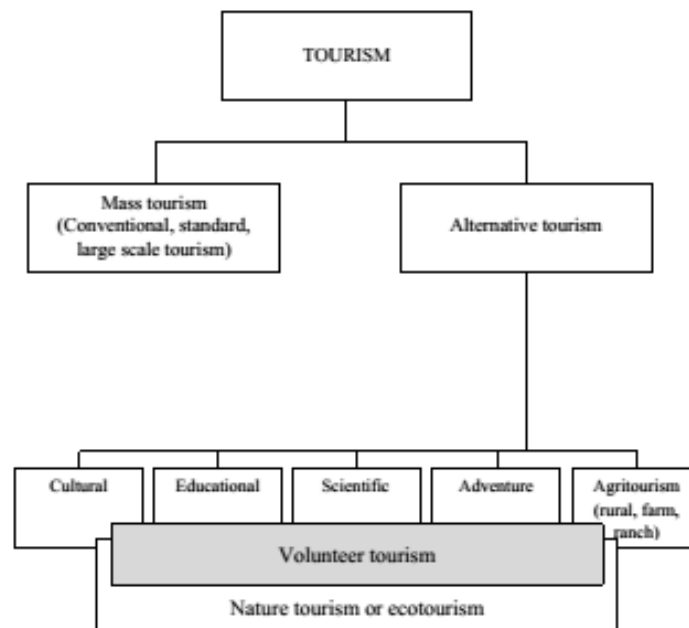 TOURISM
Mass tourism
(Conventional, standard,
large scale tourism)
Alternative tourism
Cultural
Educational
Scientific
Adventure
Agritourism
(rural, farm,
ranch)
Volunteer tourism
Nature tourism or ecotourism